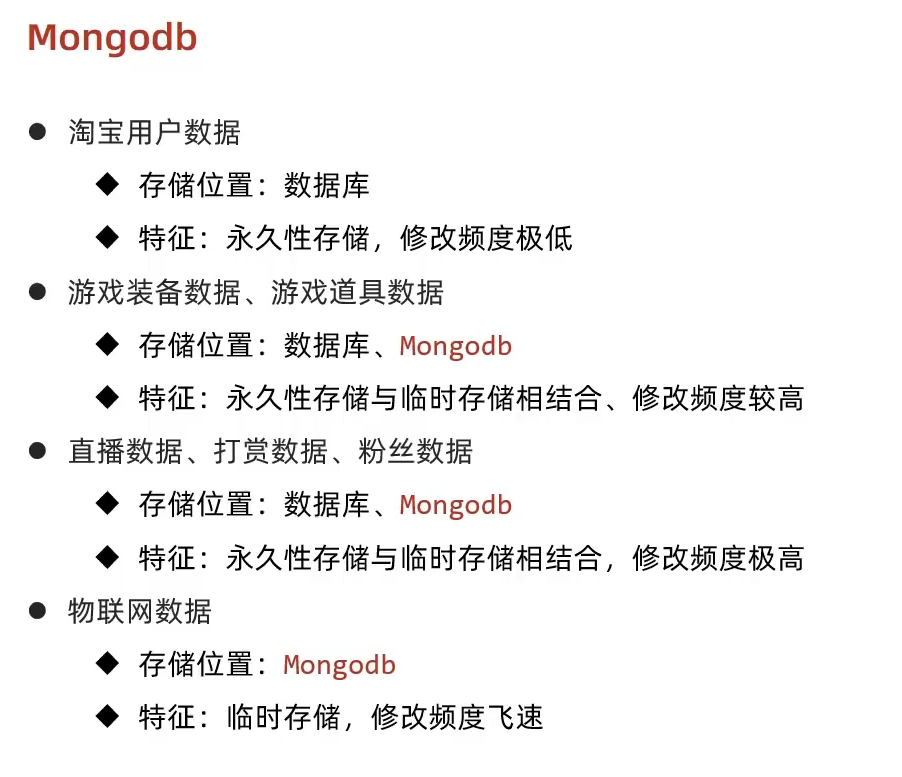 Mongodb
● 淘宝用户数据
◆ 存储位置：数据库
◆ 特征：永久性存储，修改频度极低
● 游戏装备数据、游戏道具数据
◆ 存储位置：数据库、Mongodb
◆ 特征：永久性存储与临时存储相结合、修改频度较高
● 直播数据、打赏数据、粉丝数据
◆ 存储位置：数据库、Mongodb
◆ 特征：永久性存储与临时存储相结合，修改频度极高
● 物联网数据
◆ 存储位置：Mongodb
◆ 特征：临时存储，修改频度飞速